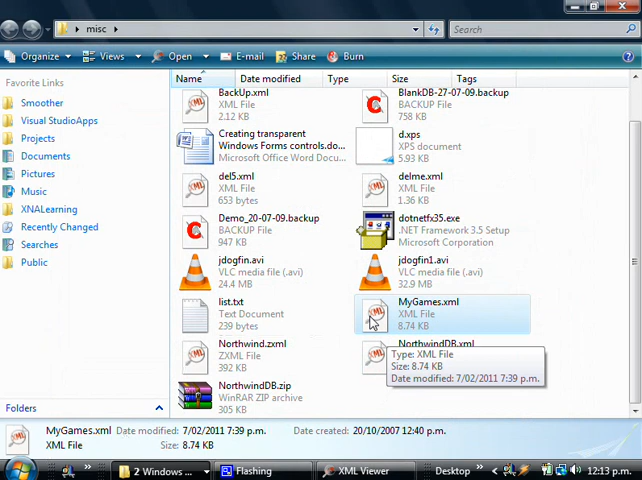 misc
Search
Organize
Views
Open
E-mail
Share
Burn
Favorite Links
Smoother
Visual StudioApps
Projects
Documents
Pictures
Music
XNALearning
Recently Changed
Searches
Public
Folders
Name
Date modified
Type
Size
Tags
BackUp.xml
XML File
2.12 KB
BlankDB-27-07-09.backup
BACKUP File
758 KB
Creating transparent
Windows Forms controls.do...
Microsoft Office Word Docu...
d.xps
XPS document
5.93 KB
del5.xml
XML File
653 bytes
delme.xml
XML File
1.36 KB
Demo_20-07-09.backup
BACKUP File
947 KB
dotnetfx35.exe
.NET Framework 3.5 Setup
Microsoft Corporation
jdogfin.avi
VLC media file (.avi)
24.2 MB
jdogfin1.avi
VLC media file (.avi)
32.9 MB
list.txt
Text Document
239 bytes
MyGames.xml
XML File
8.74 KB
Northwind.zxml
ZXML File
392 KB
NorthwindDB.xml
Type: XML File
Size: 8.74 KB
Date modified: 7/02/2011 7:39 p.m.
NorthwindDB.zip
WinRAR ZIP archive
305 KB
MyGames.xml Date modified: 7/02/2011 7:39 p.m. Date created: 20/10/2007 12:40 p.m.
XML File Size: 8.74 KB
2 Windows ...
Flashing
XML Viewer
Desktop
12:13 p.m.